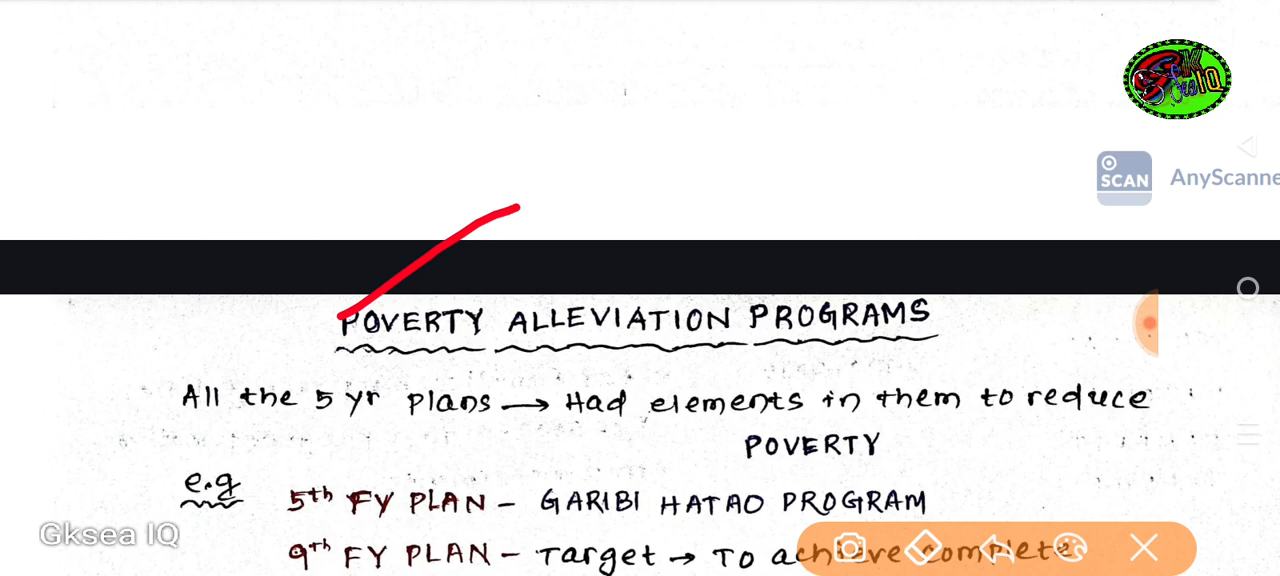 SCAN
AnyScanne
POVERTY ALLEVIATION PROGRAMS
All the 5 yr plans → Had elements in them to reduce
POVERTY
e.g
5th FY PLAN - GARIBI HATAO PROGRAM
Gksea IQ
9th FY PLAN - Target → To achieve complete